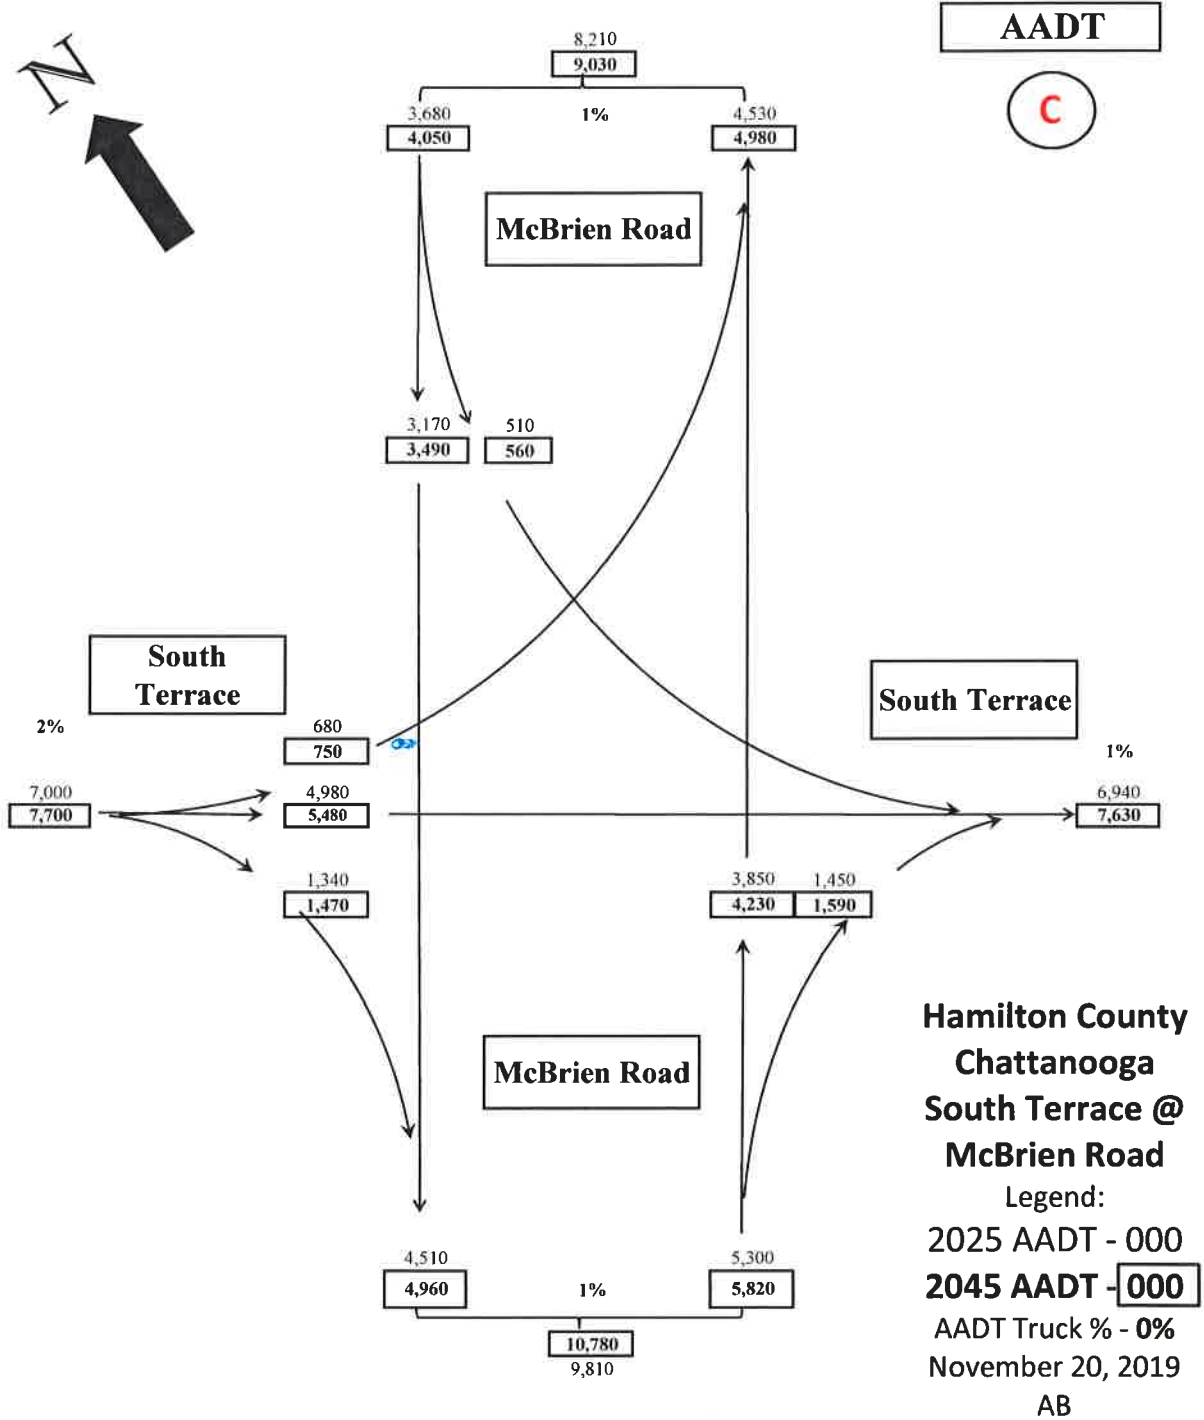 AADT
C
N
8,210
9,030
3,680
1%
4,530
4,050
4,980
McBrien Road
3,170
510
3,490
560
South
Terrace
South Terrace
2%
680
750
1%
7,000
4,980
6,940
7,700
5,480
7,630
1,340
3,850
1,450
1,470
4,230
1,590
McBrien Road
4,510
5,300
4,960
1%
5,820
10,780
9,810
Hamilton County
Chattanooga
South Terrace @
McBrien Road
Legend:
2025 AADT - 000
2045 AADT - 000
AADT Truck % - 0%
November 20, 2019
AB